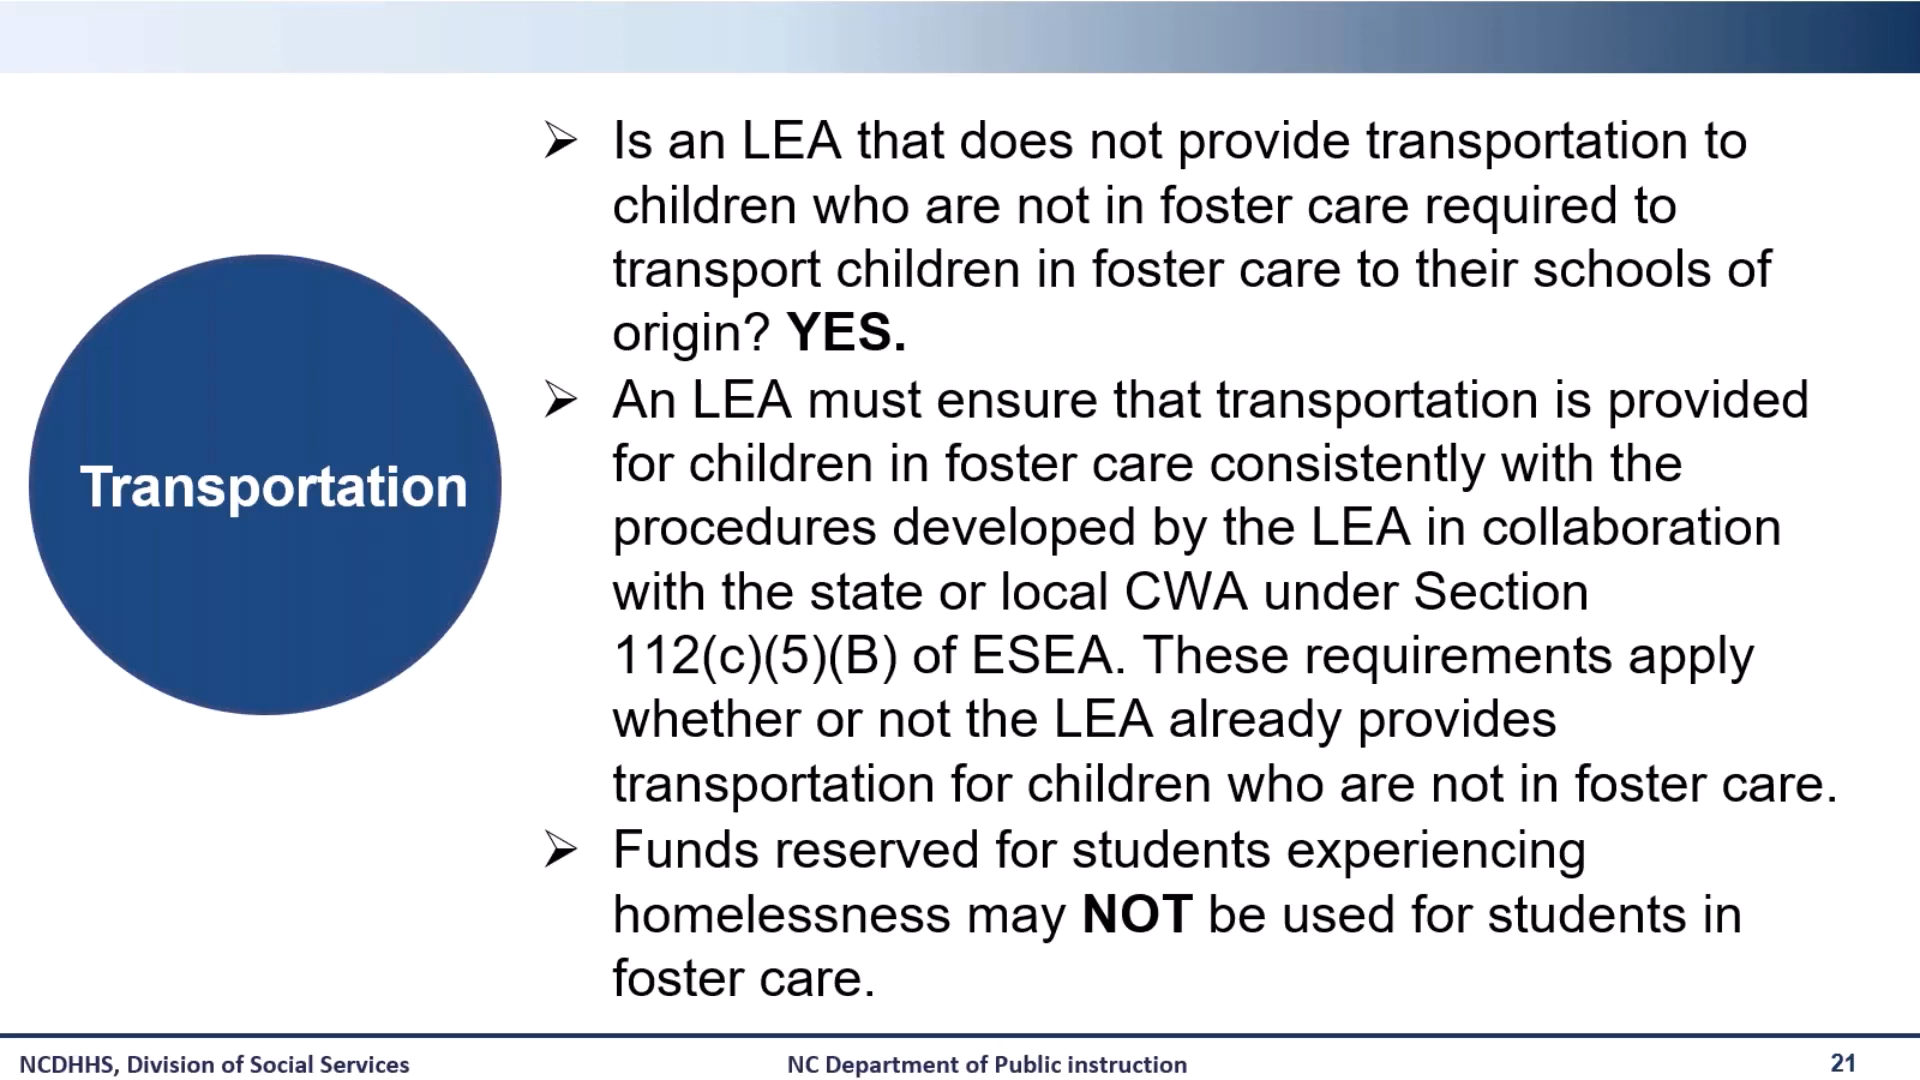 Transportation
➢ Is an LEA that does not provide transportation to
children who are not in foster care required to
transport children in foster care to their schools of
origin? YES.
➢ An LEA must ensure that transportation is provided
for children in foster care consistently with the
procedures developed by the LEA in collaboration
with the state or local CWA under Section
112(c)(5)(B) of ESEA. These requirements apply
whether or not the LEA already provides
transportation for children who are not in foster care.
➢ Funds reserved for students experiencing
homelessness may NOT be used for students in
foster care.
NCDHHS, Division of Social Services
NC Department of Public instruction
21